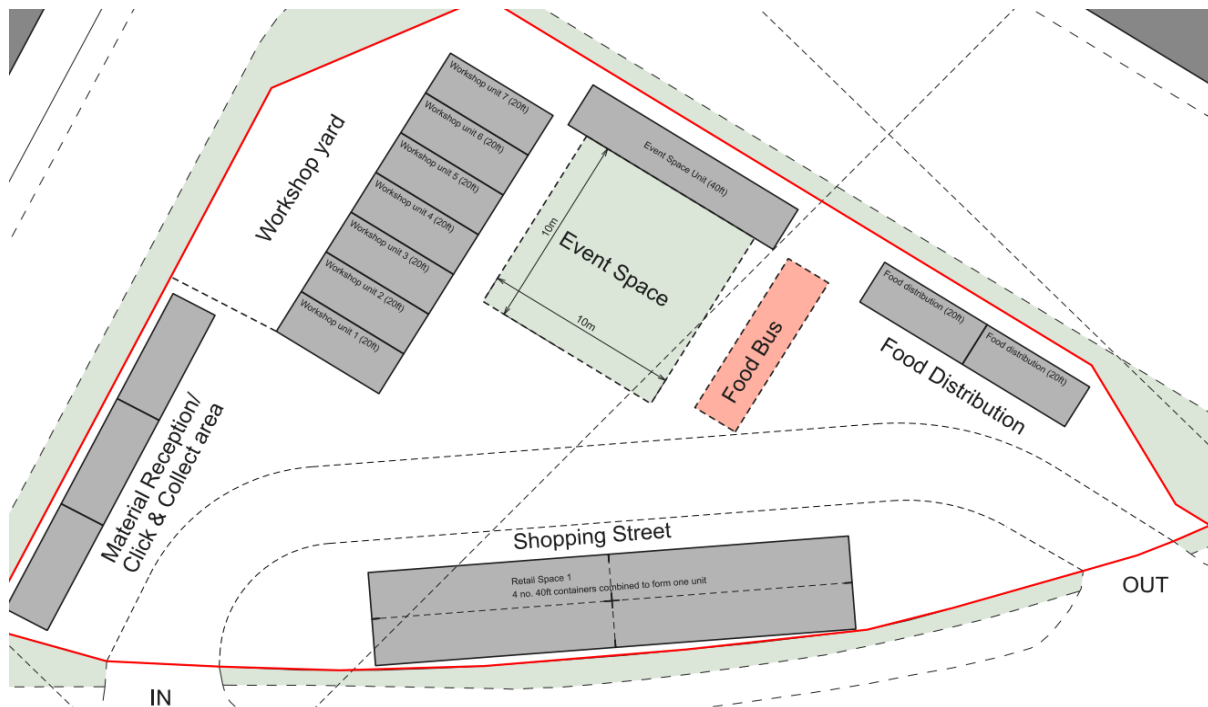 Workshop yard
Workshop unit 7 (20ft)
Workshop unit 6 (20ft)
Workshop unit 5 (20ft)
Workshop unit 4 (20ft)
Workshop unit 3 (20ft)
Workshop unit 2 (20ft)
Workshop unit 1 (20ft)
Event Space Unit (40ft)
10m
Event Space
10m
Food Bus
Food distribution (20ft)
Food distribution (20ft)
Food Distribution
Material Reception/
Click & Collect area
Shopping Street
Retail Space 1
4 no. 40ft containers combined to form one unit
OUT
IN